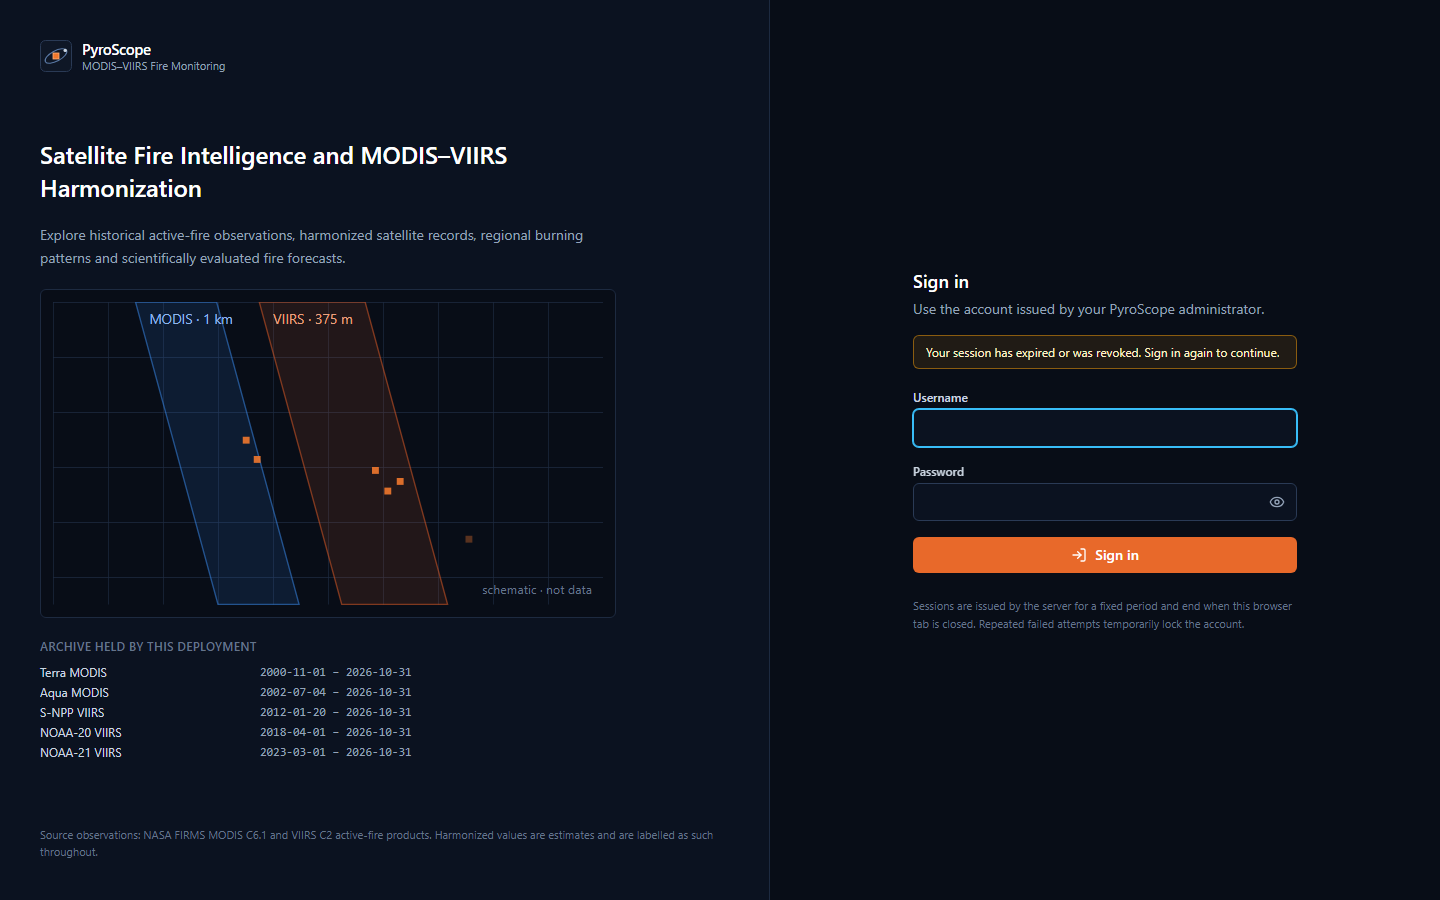 PyroScope
MODIS–VIIRS Fire Monitoring
Satellite Fire Intelligence and MODIS–VIIRS
Harmonization
Explore historical active-fire observations, harmonized satellite records, regional burning
patterns and scientifically evaluated fire forecasts.
MODIS · 1 km
VIIRS · 375 m
schematic · not data
ARCHIVE HELD BY THIS DEPLOYMENT
Terra MODIS 2000-11-01 – 2026-10-31
Aqua MODIS 2002-07-04 – 2026-10-31
S-NPP VIIRS 2012-01-20 – 2026-10-31
NOAA-20 VIIRS 2018-04-01 – 2026-10-31
NOAA-21 VIIRS 2023-03-01 – 2026-10-31
Source observations: NASA FIRMS MODIS C6.1 and VIIRS C2 active-fire products. Harmonized values are estimates and are labelled as such
throughout.
Sign in
Use the account issued by your PyroScope administrator.
Your session has expired or was revoked. Sign in again to continue.
Username
Password
Sign in
Sessions are issued by the server for a fixed period and end when this browser
tab is closed. Repeated failed attempts temporarily lock the account.